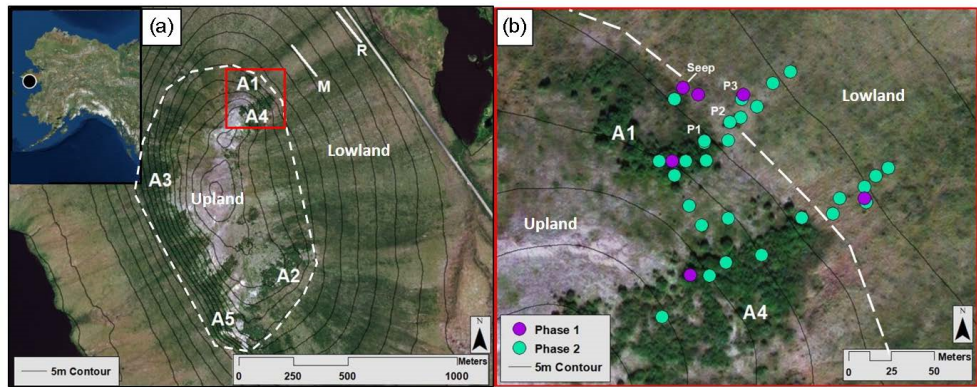 (a)
R
M
A1
A4
Lowland
A3
Upland
A2
A5
N
5m Contour
Meters
0 250 500 1000
(b)
Seep
P3
Lowland
P2
A1
P1
Upland
A4
Phase 1
Phase 2
5m Contour
N
Meters
0 25 50